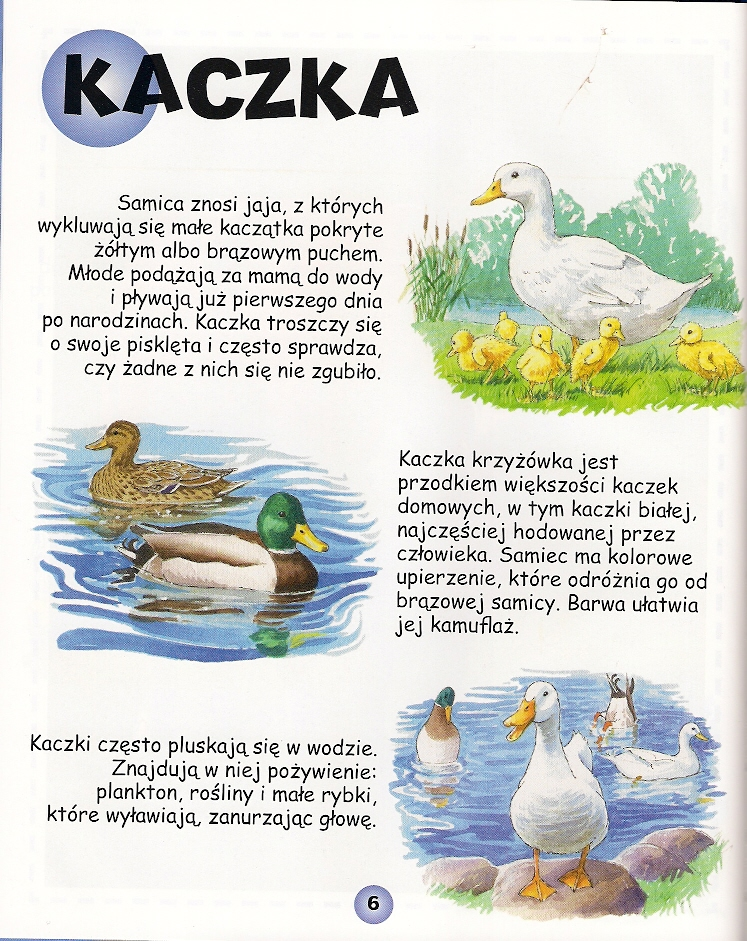 KACZKA
Samica znosi jaja, z których
wykluwają się małe kaczątka pokryte
żółtym albo brązowym puchem.
Młode podążają za mamą do wody
i pływają już pierwszego dnia
po narodzinach. Kaczka troszczy się
o swoje pisklęta i często sprawdza,
czy żadne z nich się nie zgubiło.
Kaczka krzyżówka jest
przodkiem większości kaczek
domowych, w tym kaczki białej,
najczęściej hodowanej przez
człowieka. Samiec ma kolorowe
upierzenie, które odróżnia go od
brązowej samicy. Barwa ułatwia
jej kamuflaż.
Kaczki często pluskają się w wodzie.
Znajdują w niej pożywienie:
plankton, rośliny i małe rybki,
które wyławiają, zanurzając głowę.
6